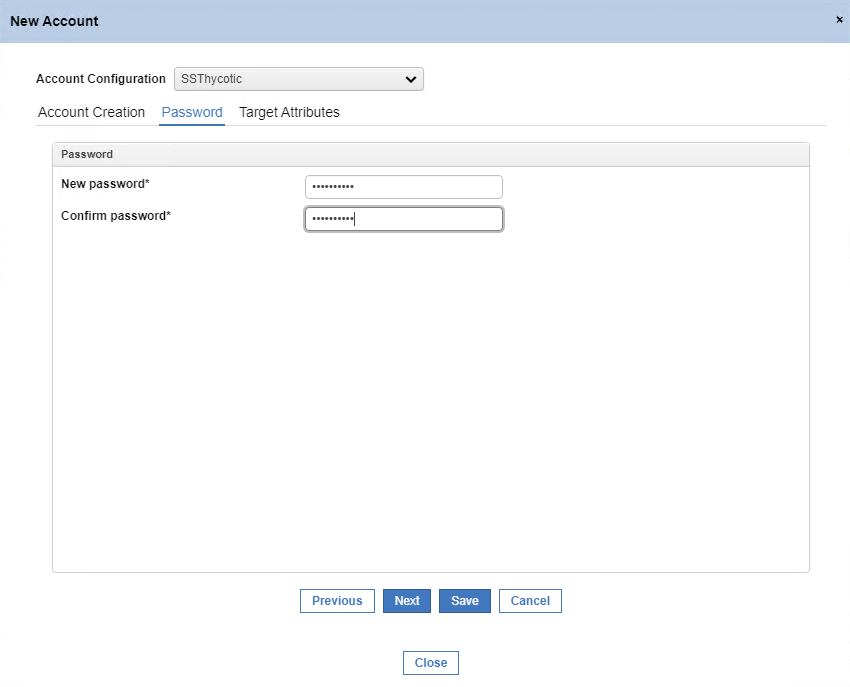 New Account ×
Account Configuration SSThycotic
Account Creation Password Target Attributes
Password
New password* ••••••••••
Confirm password* ••••••••••
Previous Next Save Cancel
Close